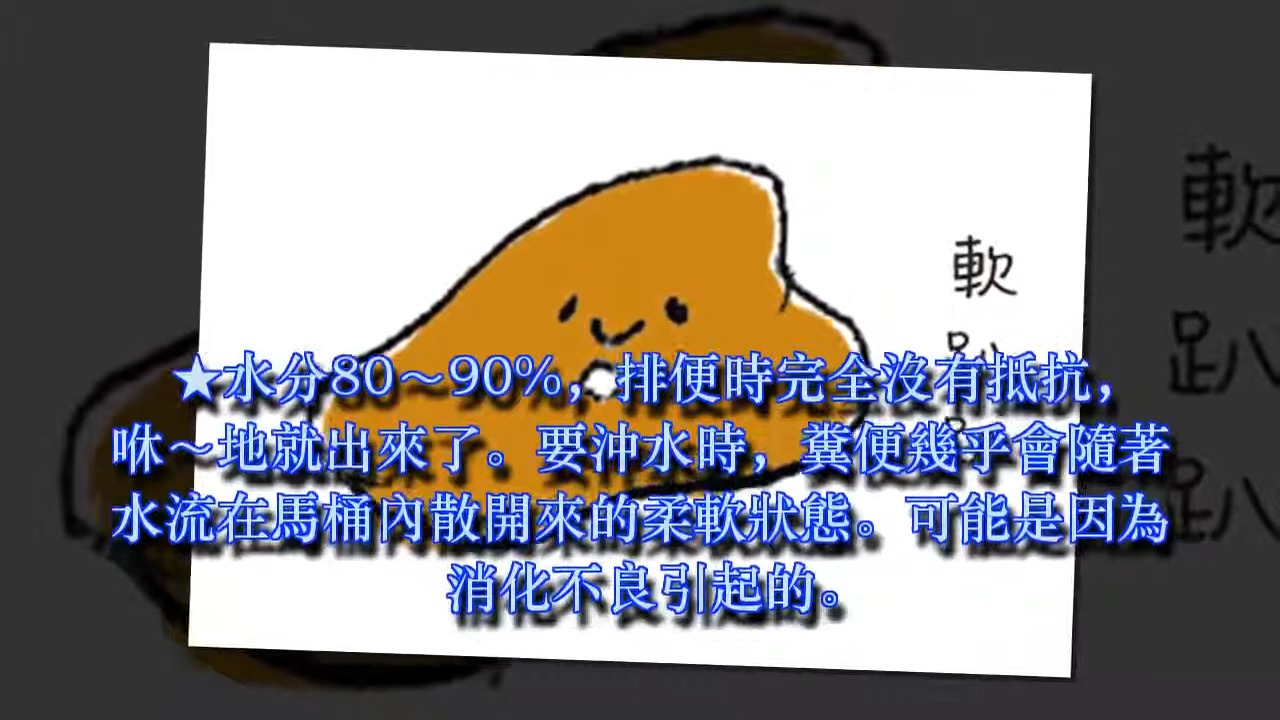 軟
趴
趴
★水分80～90%，排便時完全沒有抵抗，
咻～地就出來了。要沖水時，糞便幾乎會隨著
水流在馬桶內散開來的柔軟狀態。可能是因為
消化不良引起的。